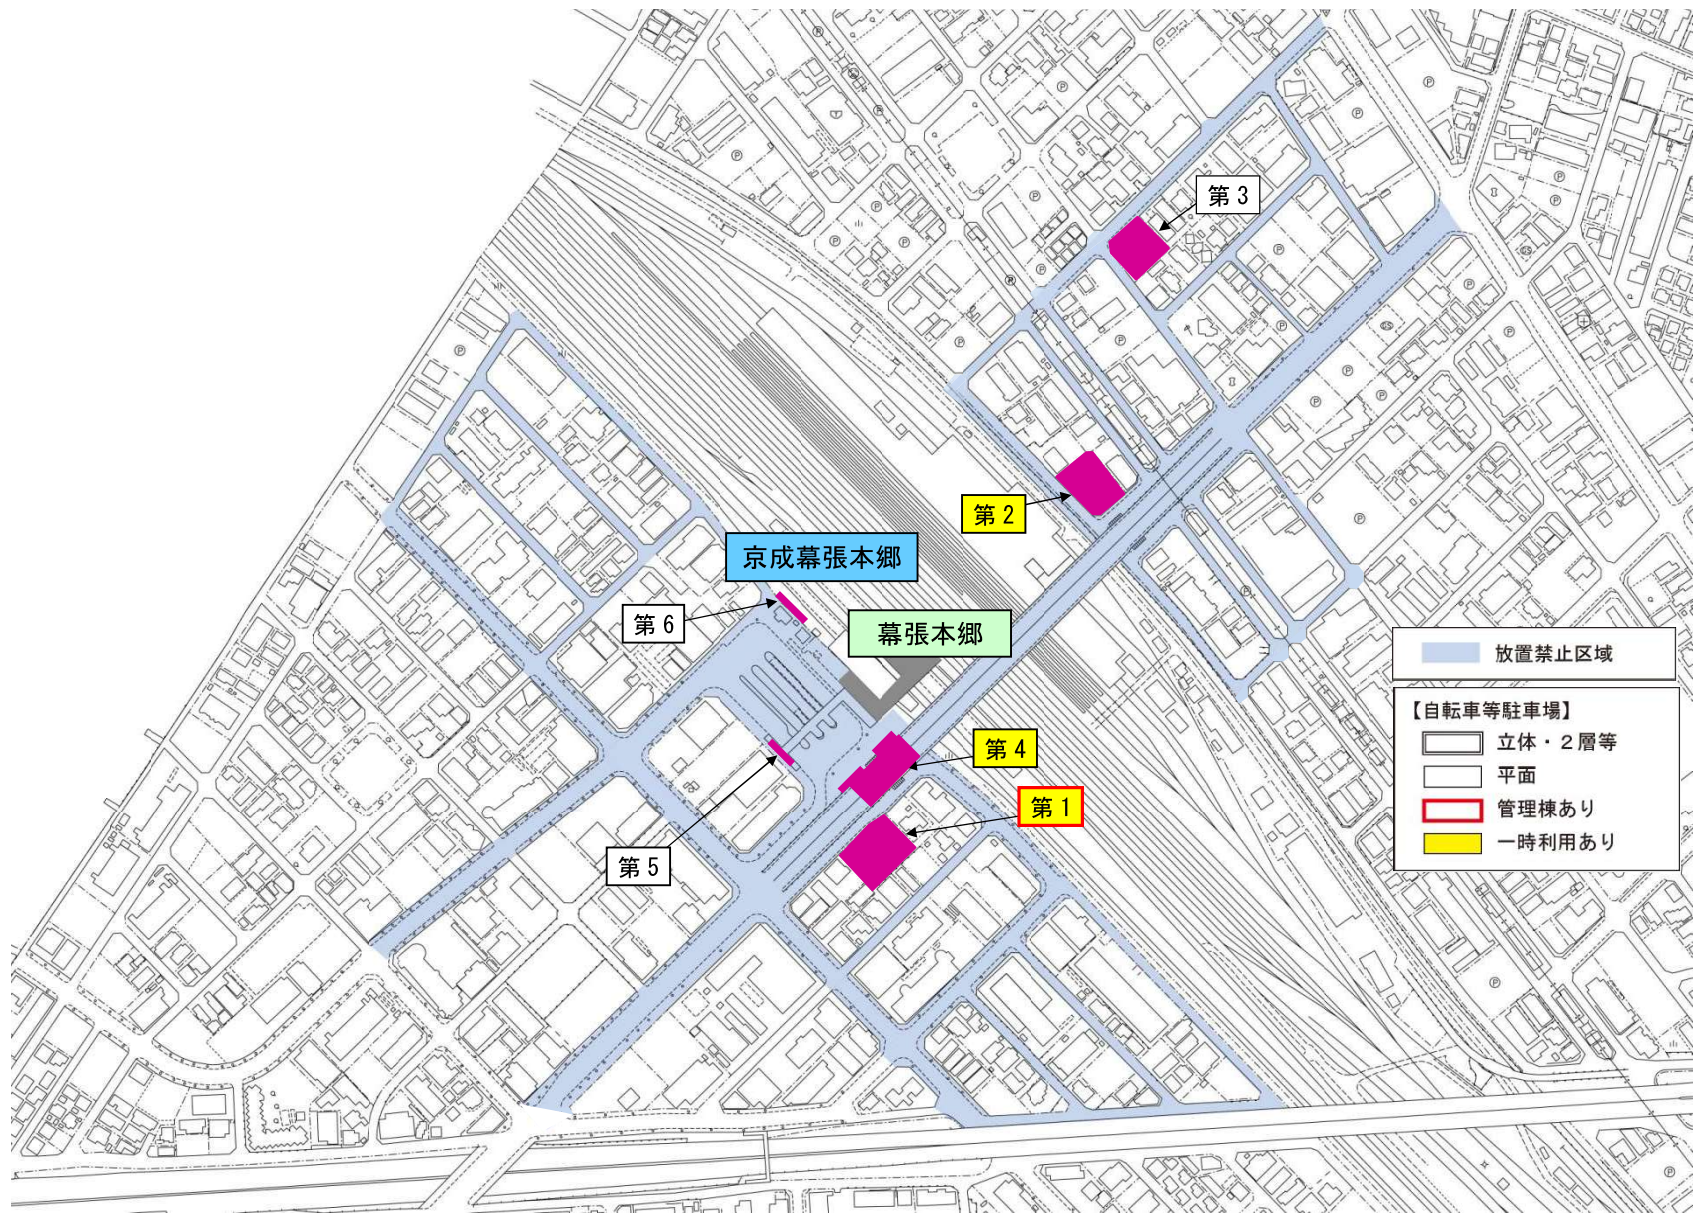 第3
第2
京成幕張本郷
第6
幕張本郷
第4
第1
第5
放置禁止区域
【自転車等駐車場】
立体・2層等
平面
管理棟あり
一時利用あり